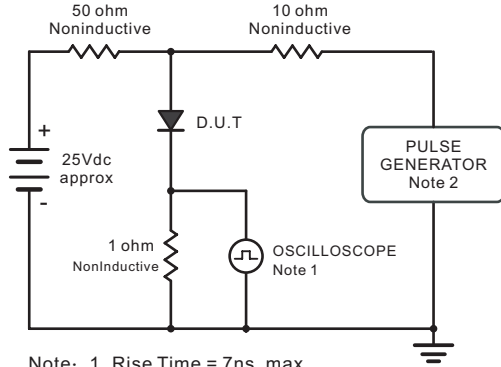 50 ohm
Noninductive
10 ohm
Noninductive
D.U.T
+
25Vdc
approx
-
PULSE
GENERATOR
Note 2
1 ohm
NonInductive
OSCILLOSCOPE
Note 1
Note: 1. Rise Time = 7ns max.